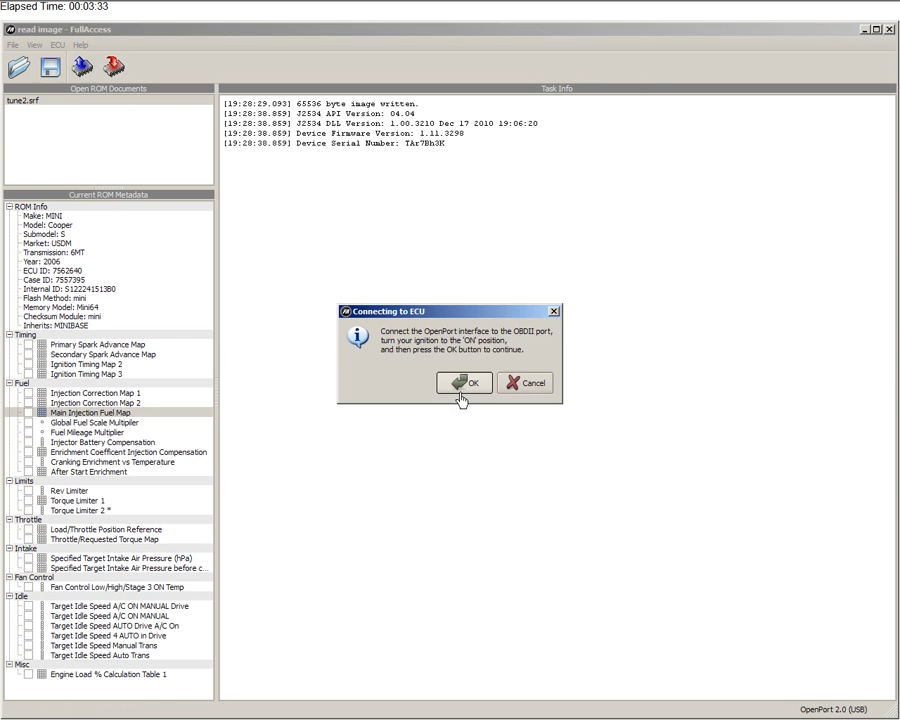 Elapsed Time: 00:03:33
read image - FullAccess
File View ECU Help
Open ROM Documents
Task Info
tune2.srf
[19:28:29.093] 65536 byte image written.
[19:28:38.859] J2534 API Version: 04.04
[19:28:38.859] J2534 DLL Version: 1.00.3210 Dec 17 2010 19:06:20
[19:28:38.859] Device Firmware Version: 1.11.3298
[19:28:38.859] Device Serial Number: TAr7Bh3K
Current ROM Metadata
ROM Info
Make: MINI
Model: Cooper
Submodel: S
Market: USDM
Transmission: 6MT
Year: 2006
ECU ID: 7562640
Case ID: 7557395
Internal ID: S122241513B0
Flash Method: mini
Memory Model: Mini64
Checksum Module: mini
Inherits: MINIBASE
Timing
Primary Spark Advance Map
Secondary Spark Advance Map
Ignition Timing Map 2
Ignition Timing Map 3
Fuel
Injection Correction Map 1
Injection Correction Map 2
Main Injection Fuel Map
Global Fuel Scale Multiplier
Fuel Mileage Multiplier
Injector Battery Compensation
Enrichment Coefficent Injection Compensation
Cranking Enrichment vs Temperature
After Start Enrichment
Limits
Rev Limiter
Torque Limiter 1
Torque Limiter 2 *
Throttle
Load/Throttle Position Reference
Throttle/Requested Torque Map
Intake
Specified Target Intake Air Pressure (hPa)
Specified Target Intake Air Pressure before c...
Fan Control
Fan Control Low/High/Stage 3 ON Temp
Idle
Target Idle Speed A/C ON MANUAL Drive
Target Idle Speed A/C ON MANUAL
Target Idle Speed AUTO Drive A/C On
Target Idle Speed 4 AUTO in Drive
Target Idle Speed Manual Trans
Target Idle Speed Auto Trans
Misc
Engine Load % Calculation Table 1
Connecting to ECU
Connect the OpenPort interface to the OBDII port,
turn your ignition to the 'ON' position,
and then press the OK button to continue.
OK Cancel
OpenPort 2.0 (USB)